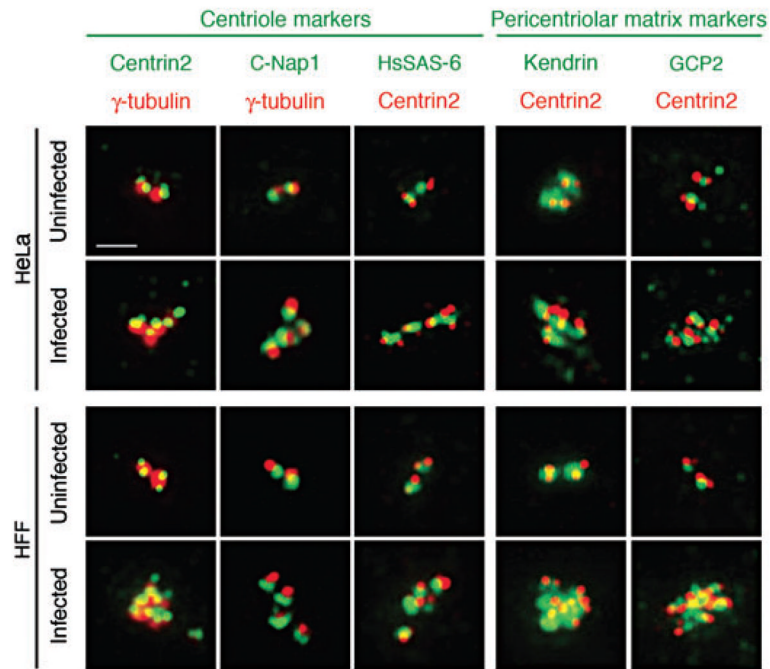 Centriole markers
Pericentriolar matrix markers
Centrin2
C-Nap1
HsSAS-6
Kendrin
GCP2
γ-tubulin
γ-tubulin
Centrin2
Centrin2
Centrin2
HeLa
Uninfected
Infected
HFF
Uninfected
Infected